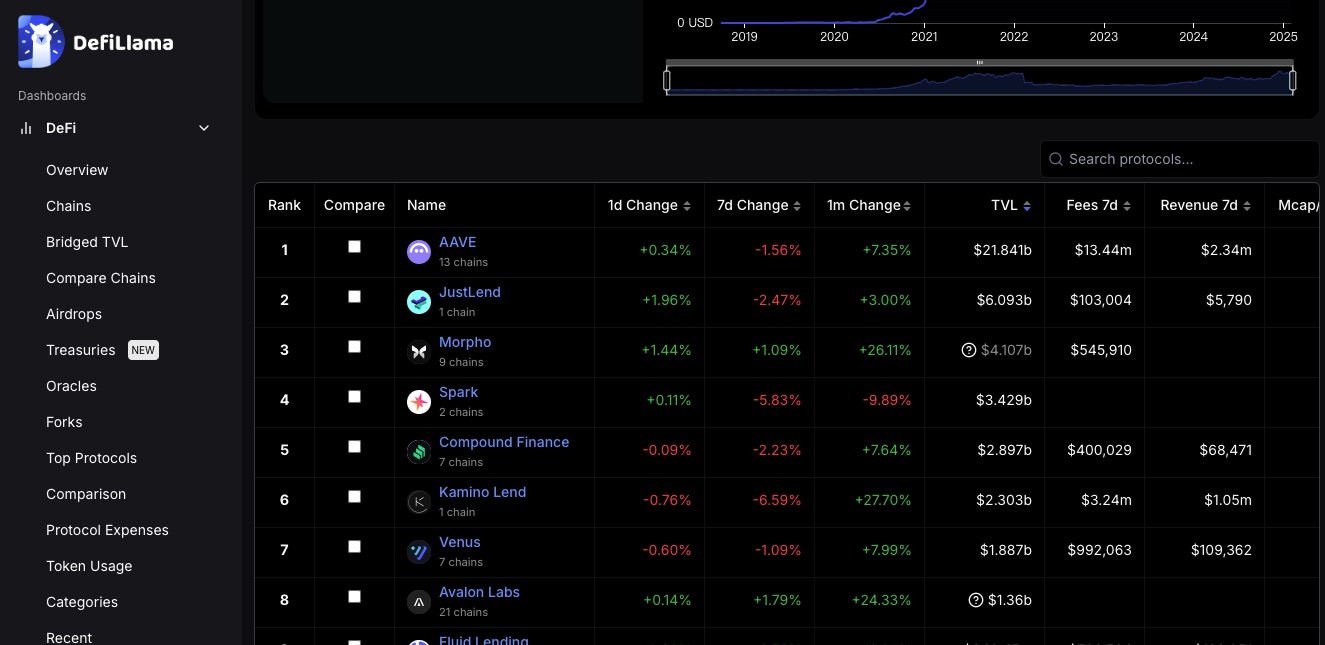 DefiLlama
Dashboards
DeFi
Overview
Chains
Bridged TVL
Compare Chains
Airdrops
Treasuries NEW
Oracles
Forks
Top Protocols
Comparison
Protocol Expenses
Token Usage
Categories
Recent
0 USD
2019 2020 2021 2022 2023 2024 2025
Search protocols...
Rank Compare Name 1d Change 7d Change 1m Change TVL Fees 7d Revenue 7d Mcap/
1 AAVE +0.34% -1.56% +7.35% $21.841b $13.44m $2.34m
13 chains
2 JustLend +1.96% -2.47% +3.00% $6.093b $103,004 $5,790
1 chain
3 Morpho +1.44% +1.09% +26.11% $4.107b $545,910
9 chains
4 Spark +0.11% -5.83% -9.89% $3.429b
2 chains
5 Compound Finance -0.09% -2.23% +7.64% $2.897b $400,029 $68,471
7 chains
6 Kamino Lend -0.76% -6.59% +27.70% $2.303b $3.24m $1.05m
1 chain
7 Venus -0.60% -1.09% +7.99% $1.887b $992,063 $109,362
7 chains
8 Avalon Labs +0.14% +1.79% +24.33% $1.36b
21 chains
Fluid Lending